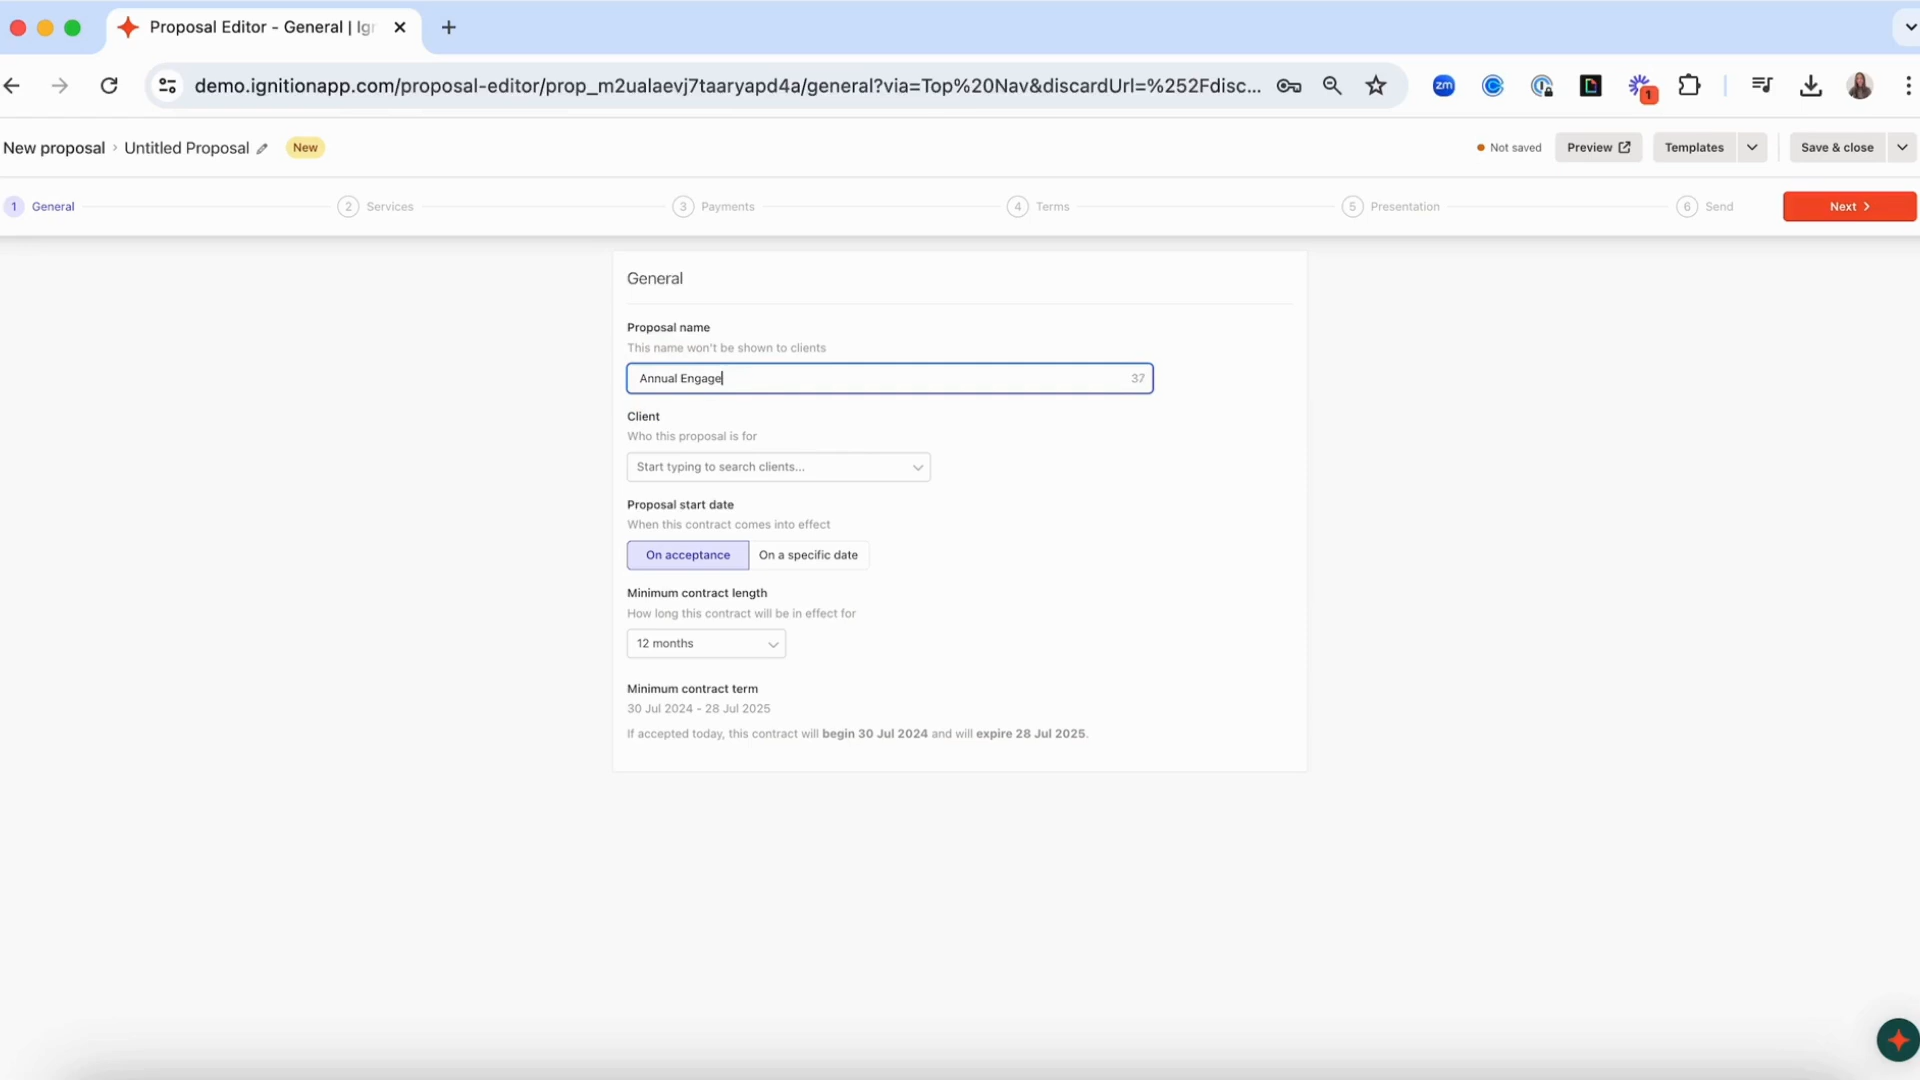 Proposal Editor - General | Ign
demo.ignitionapp.com/proposal-editor/prop_m2ualaevj7taaryapd4a/general?via=Top%20Nav&discardUrl=%252Fdisc...
zm
1
New proposal › Untitled Proposal New
Not saved
Preview
Templates
Save & close
1 General
2 Services
3 Payments
4 Terms
5 Presentation
6 Send
Next
General
Proposal name
This name won't be shown to clients
Annual Engage 37
Client
Who this proposal is for
Start typing to search clients...
Proposal start date
When this contract comes into effect
On acceptance On a specific date
Minimum contract length
How long this contract will be in effect for
12 months
Minimum contract term
30 Jul 2024 - 28 Jul 2025
If accepted today, this contract will begin 30 Jul 2024 and will expire 28 Jul 2025.